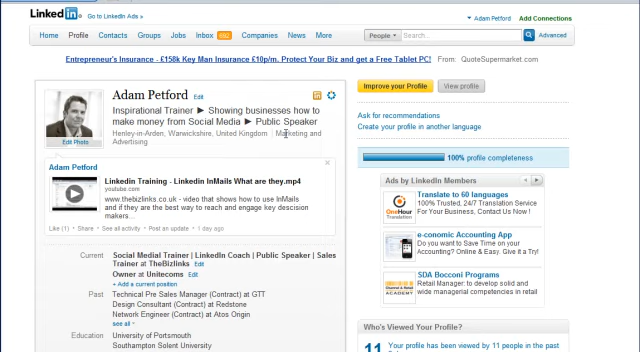 LinkedIn
Go to LinkedIn Ads »
Adam Petford
Add Connections
Home Profile Contacts Groups Jobs Inbox Companies News More
People Search... Advanced
Entrepreneur's Insurance - £158k Key Man Insurance £10p/m. Protect Your Biz and get a Free Tablet PC! From: QuoteSupermarket.com
Adam Petford Edit
Inspirational Trainer ► Showing businesses how to
make money from Social Media ► Public Speaker
Henley-in-Arden, Warwickshire, United Kingdom | Marketing and
Advertising
Edit Photo
Adam Petford
Linkedin Training - Linkedin InMails What are they.mp4
youtube.com
www.thebizlinks.co.uk - video that shows how to use InMails
and if they are the best way to reach and engage key descision
makers...
Like (1) • Share • See all activity • Post an update • 1 day ago
Current Social Medial Trainer | LinkedIn Coach | Public Speaker | Sales
Trainer at TheBizlinks Edit
Owner at Unitecoms Edit
+ Add a current position
Past Technical Pre Sales Manager (Contract) at GTT
Design Consultant (Contract) at Redstone
Network Engineer (Contract) at Atos Origin
see all
Education University of Portsmouth
Southampton Solent University
Improve your Profile View profile
Ask for recommendations
Create your profile in another language
100% profile completeness
Ads by LinkedIn Members
OneHour
Translation
Translate to 60 languages
100% Trusted, 24/7 Translation Service
For Your Business, Contact Us Now !
e-conomic Accounting App
Do you want to Save Time on your
Accounting? Online & Easy. Give it a Try!
ACADEMY
SDA Bocconi Programs
Retail Manager: to develop solid and
wide managerial competencies in retail
Who's Viewed Your Profile?
11 Your profile has been viewed by 11 people in the past